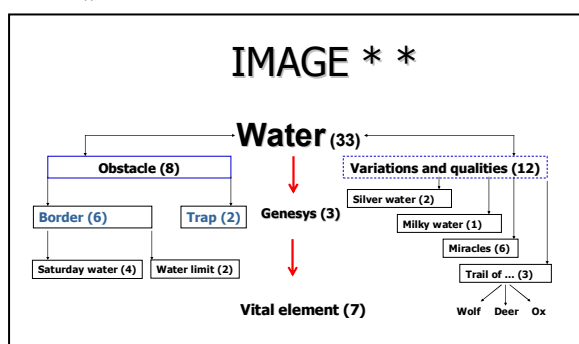 IMAGE * *
Water (33)
Obstacle (8)
Variations and qualities (12)
Silver water (2)
Border (6)
Trap (2)
Genesys (3)
Milky water (1)
Miracles (6)
Saturday water (4)
Water limit (2)
Trail of ... (3)
Vital element (7)
Wolf Deer Ox